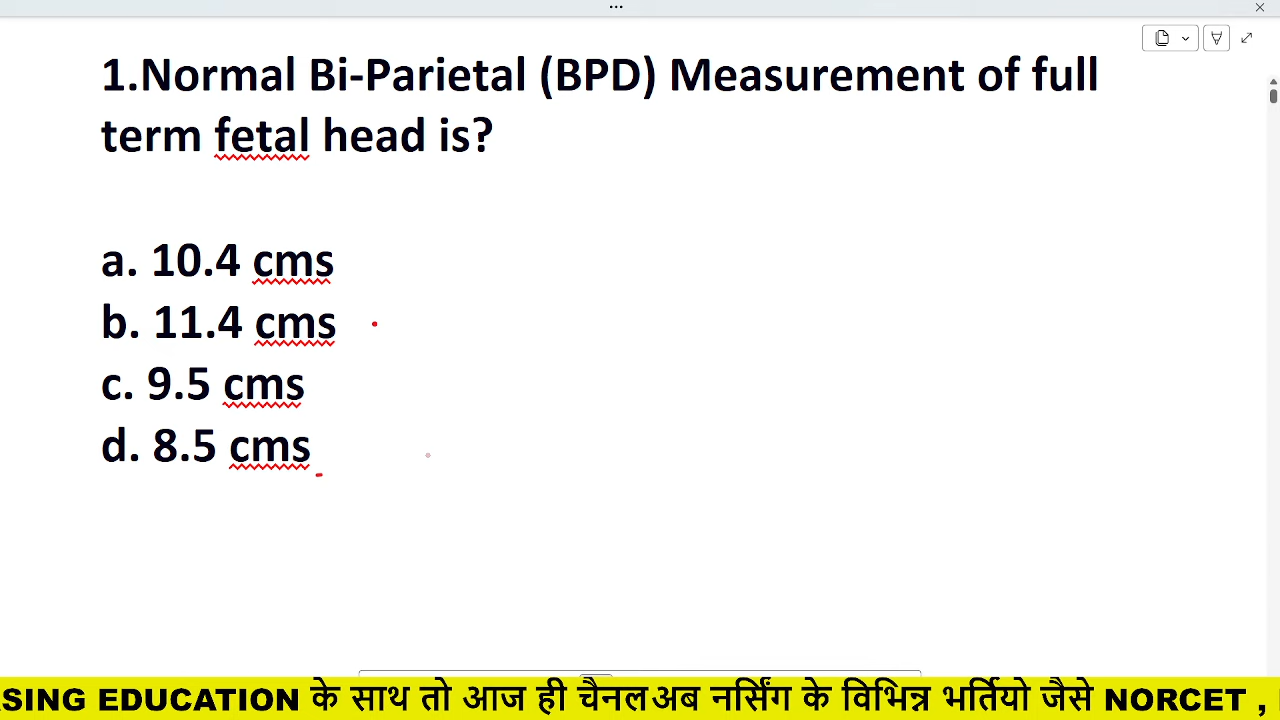 1.Normal Bi-Parietal (BPD) Measurement of full
term fetal head is?
a. 10.4 cms
b. 11.4 cms
c. 9.5 cms
d. 8.5 cms
SING EDUCATION के साथ तो आज ही चैनलअब नर्सिंग के विभिन्न भर्तियो जैसे NORCET ,